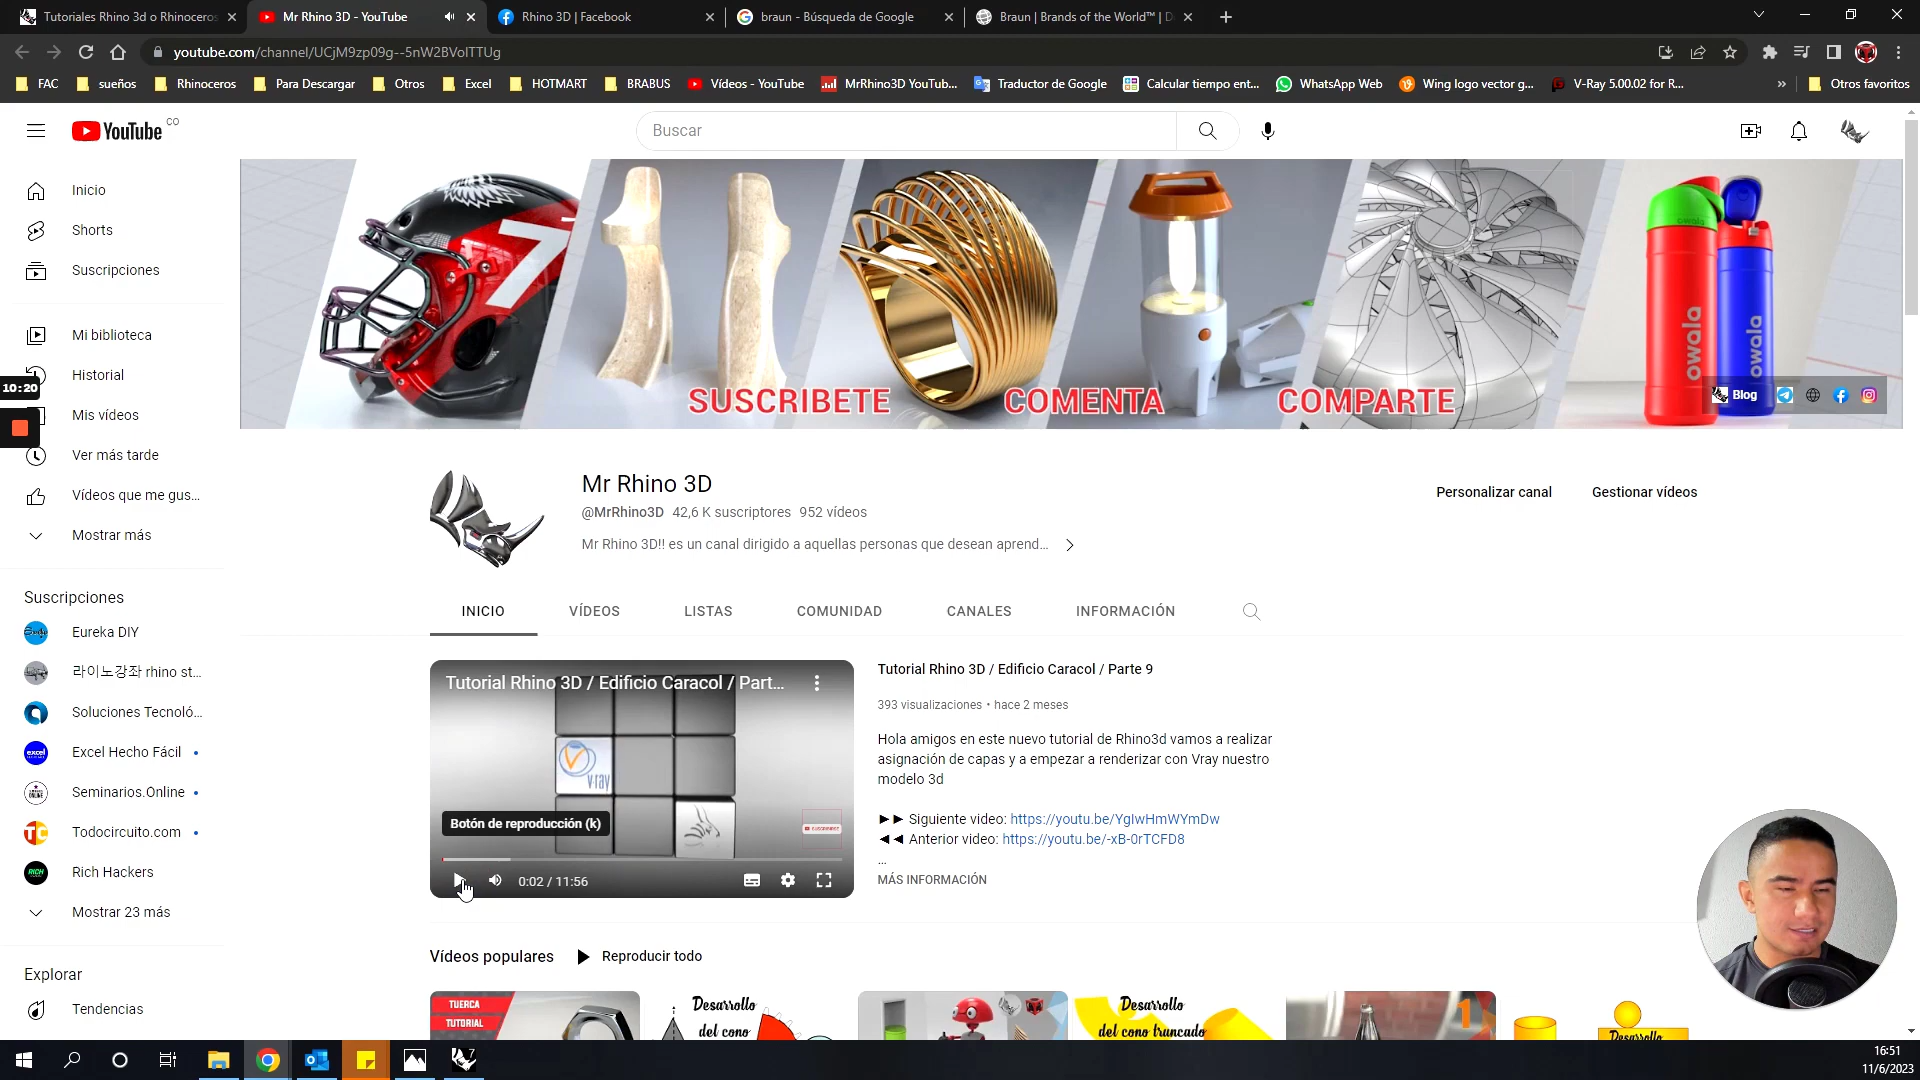 Tutoriales Rhino 3d o Rhinoceros
Mr Rhino 3D - YouTube
Rhino 3D | Facebook
braun - Búsqueda de Google
Braun | Brands of the World™ | D
youtube.com/channel/UCjM9zp09g--5nW2BVoITTUg
FAC
sueños
Rhinoceros
Para Descargar
Otros
Excel
HOTMART
BRABUS
Vídeos - YouTube
MrRhino3D YouTub...
Traductor de Google
Calcular tiempo ent...
WhatsApp Web
Wing logo vector g...
V-Ray 5.00.02 for R...
»
Otros favoritos
YouTube CO
Buscar
Inicio
Shorts
Suscripciones
Mi biblioteca
Historial
Mis vídeos
Ver más tarde
Vídeos que me gus...
Mostrar más
10:20
7
owala
owala
owala
SUSCRIBETE
COMENTA
COMPARTE
Blog
Mr Rhino 3D
@MrRhino3D 42,6 K suscriptores 952 vídeos
Mr Rhino 3D!! es un canal dirigido a aquellas personas que desean aprend...
Personalizar canal
Gestionar vídeos
INICIO
VÍDEOS
LISTAS
COMUNIDAD
CANALES
INFORMACIÓN
Suscripciones
Eureka DIY
라이노강좌 rhino st...
Soluciones Tecnoló...
Excel Hecho Fácil
Seminarios.Online
Todocircuito.com
Rich Hackers
Mostrar 23 más
Explorar
Tendencias
Tutorial Rhino 3D / Edificio Caracol / Part...
v·ray
Botón de reproducción (k)
0:02 / 11:56
Tutorial Rhino 3D / Edificio Caracol / Parte 9
393 visualizaciones • hace 2 meses
Hola amigos en este nuevo tutorial de Rhino3d vamos a realizar
asignación de capas y a empezar a renderizar con Vray nuestro
modelo 3d
►► Siguiente video: https://youtu.be/YglwHmWYmDw
◄◄ Anterior video: https://youtu.be/-xB-0rTCFD8
...
MÁS INFORMACIÓN
Vídeos populares
Reproducir todo
TUERCA
TUTORIAL
Desarrollo
del cono
Desarrollo
del cono truncado
1
Desarrollo
7
16:51
11/6/2023